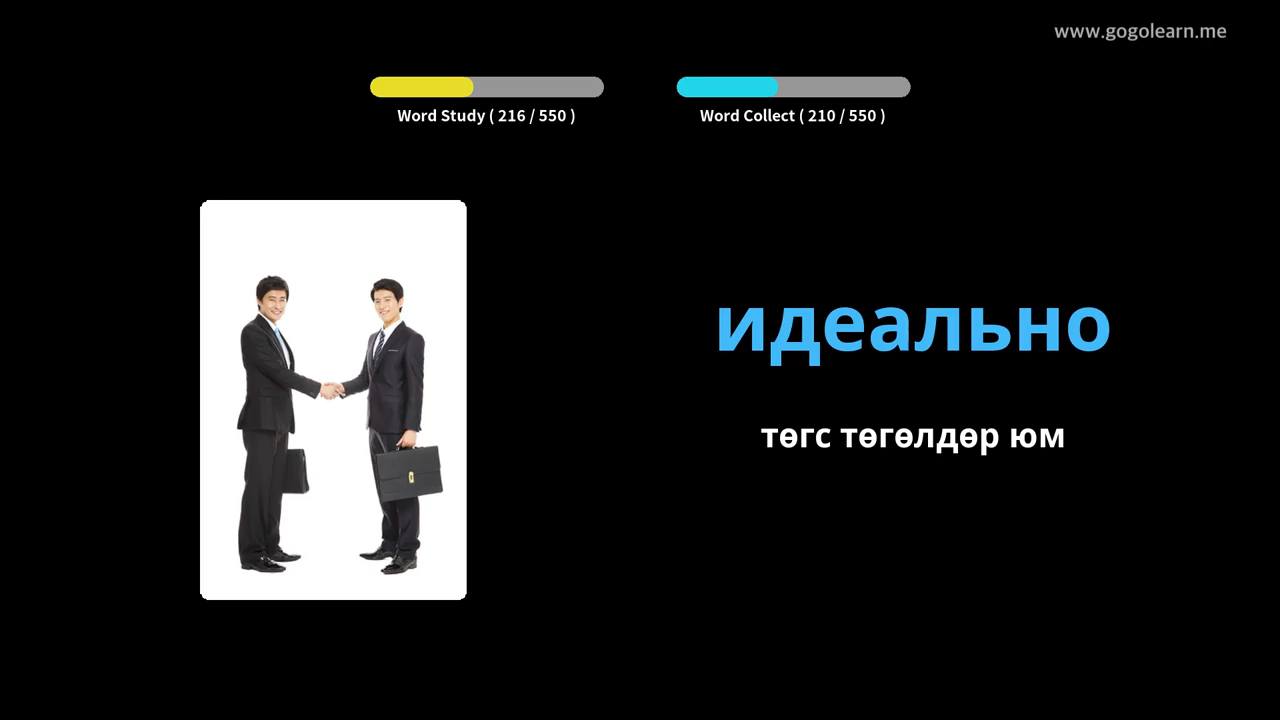 www.gogolearn.me
Word Study ( 216 / 550 )
Word Collect ( 210 / 550 )
идеально
төгс төгөлдөр юм